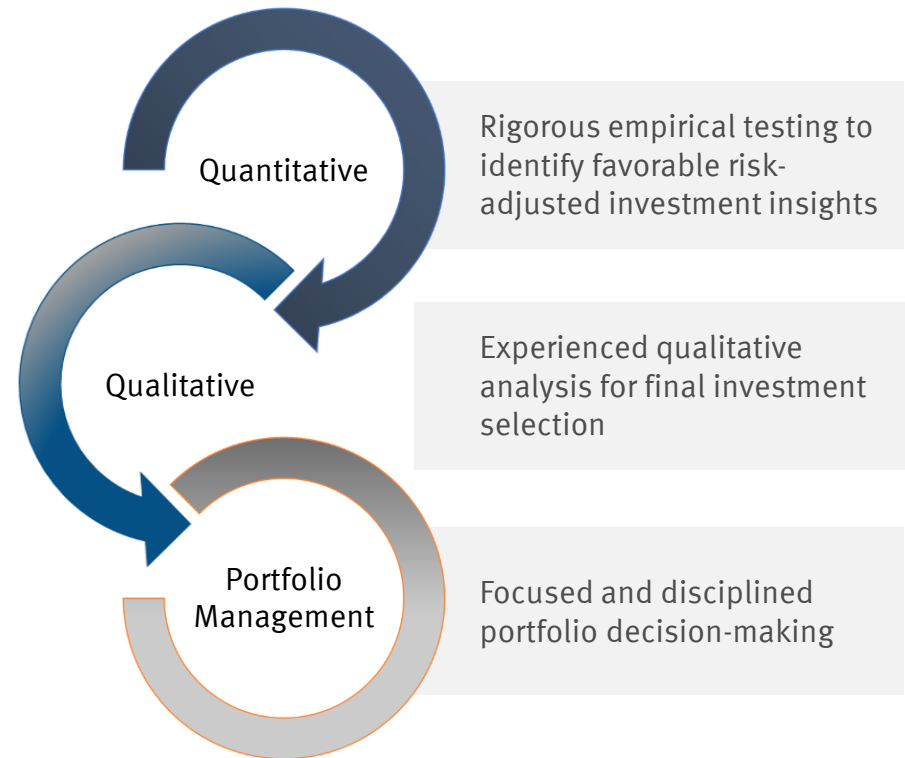 Quantitative
Rigorous empirical testing to
identify favorable risk-
adjusted investment insights
Qualitative
Experienced qualitative
analysis for final investment
selection
Portfolio
Management
Focused and disciplined
portfolio decision-making